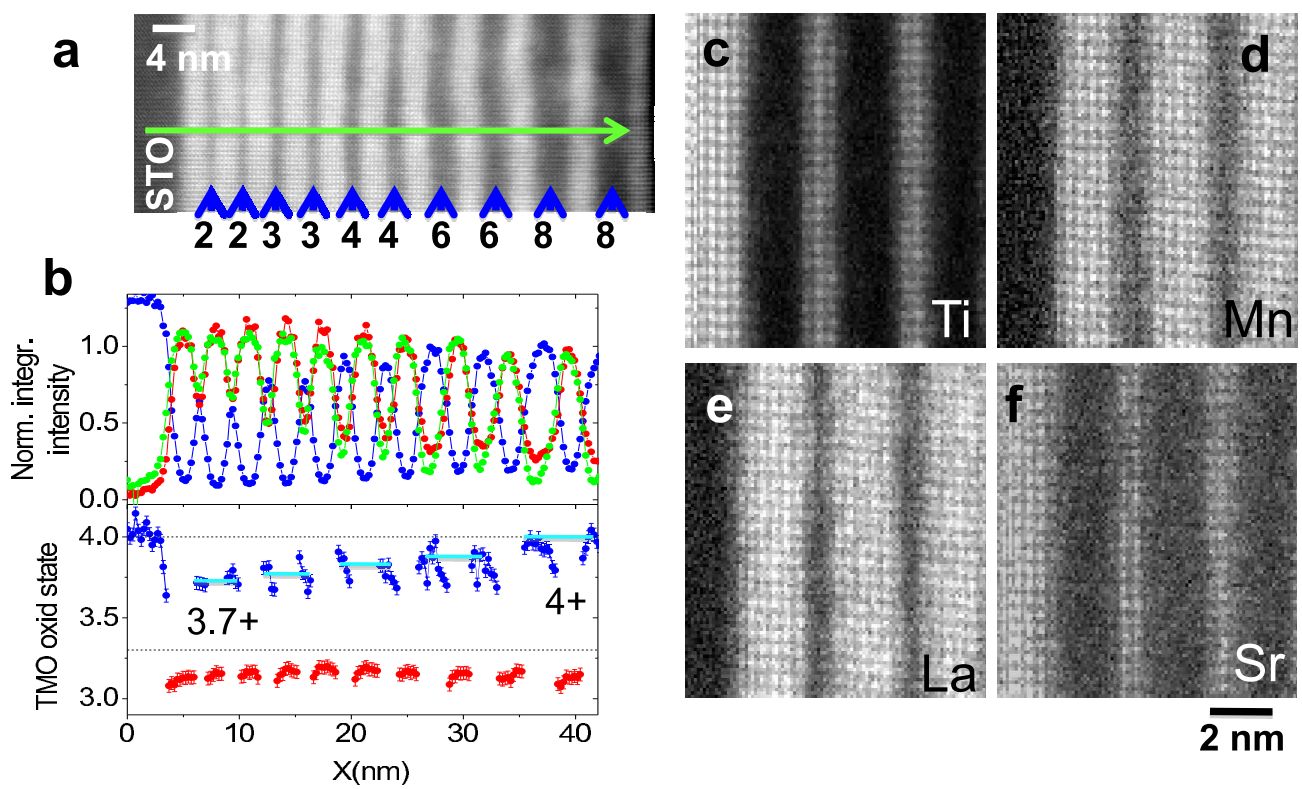 a
4 nm
STO
2 2 3 3 4 4 6 6 8 8
b
Norm. integr.
intensity
1.0
0.5
0.0
TMO oxid state
4.0
3.5
3.0
3.7+
4+
0 10 20 30 40
X(nm)
c
Ti
d
Mn
e
La
f
Sr
2 nm